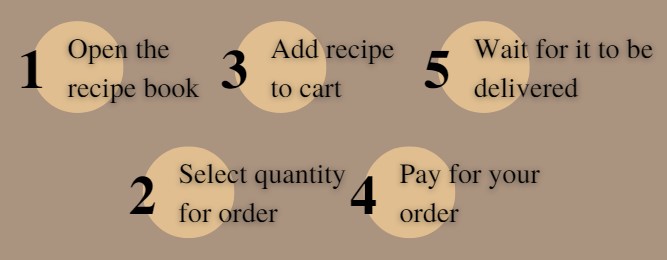 1 Open the
recipe book
2 Select quantity
for order
3 Add recipe
to cart
4 Pay for your
order
5 Wait for it to be
delivered